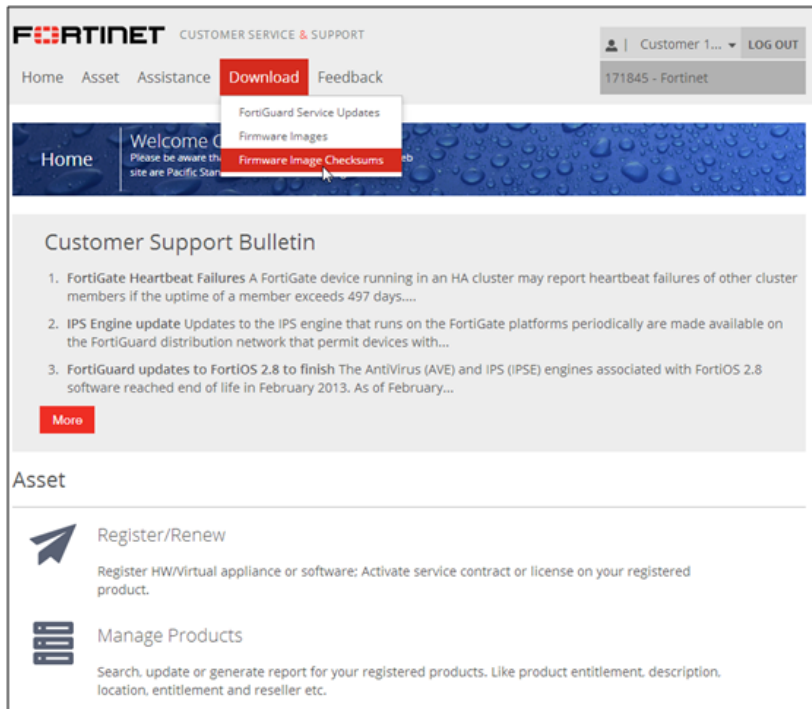 FORTINET CUSTOMER SERVICE & SUPPORT
Customer 1... LOG OUT
Home Asset Assistance Download Feedback
171845 - Fortinet
FortiGuard Service Updates
Firmware Images
Firmware Image Checksums
Home
Welcome
Please be aware
site are Pacific
Customer Support Bulletin
1. FortiGate Heartbeat Failures A FortiGate device running in an HA cluster may report heartbeat failures of other cluster
members if the uptime of a member exceeds 497 days....
2. IPS Engine update Updates to the IPS engine that runs on the FortiGate platforms periodically are made available on
the FortiGuard distribution network that permit devices with...
3. FortiGuard updates to FortiOS 2.8 to finish The AntiVirus (AVE) and IPS (IPSE) engines associated with FortiOS 2.8
software reached end of life in February 2013. As of February...
More
Asset
Register/Renew
Register HW/Virtual appliance or software; Activate service contract or license on your registered
product.
Manage Products
Search, update or generate report for your registered products. Like product entitlement, description,
location, entitlement and reseller etc.